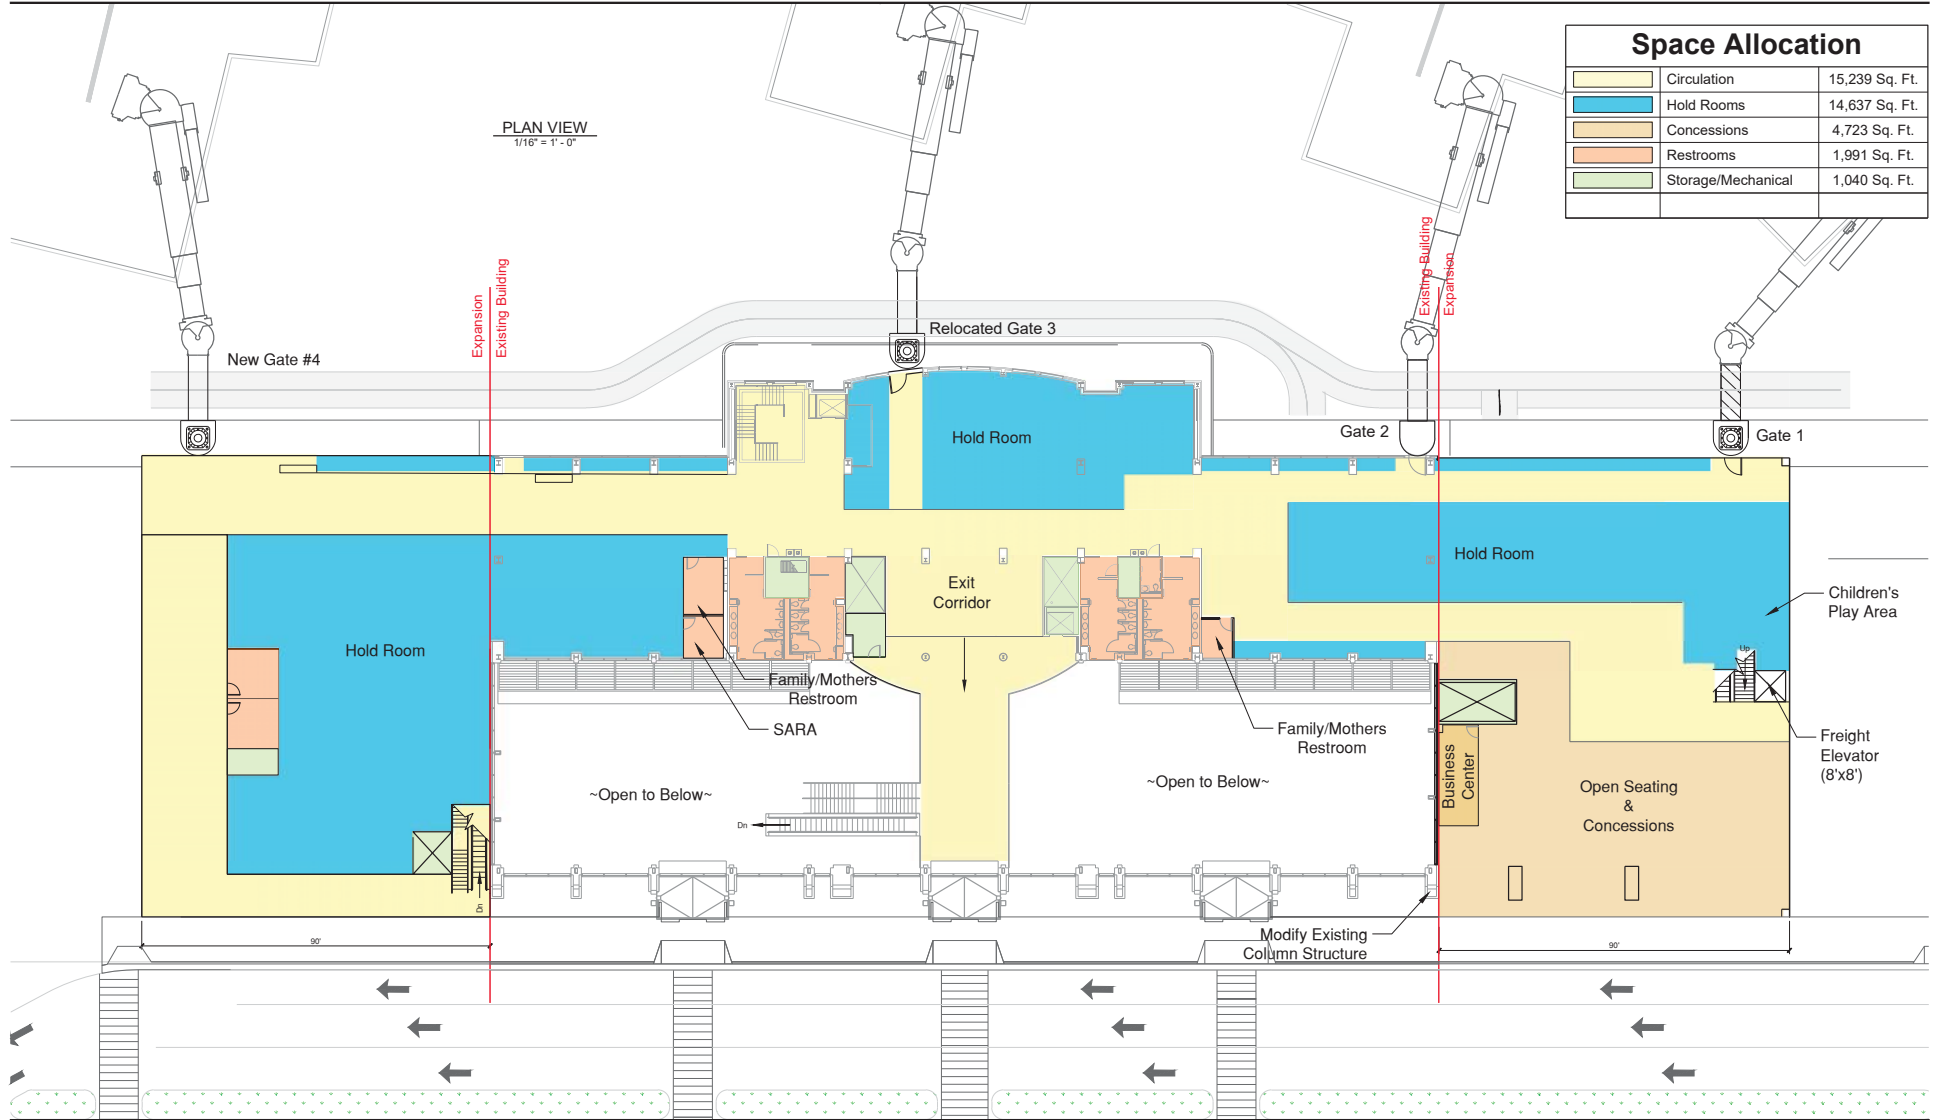 Space Allocation
Circulation 15,239 Sq. Ft.
Hold Rooms 14,637 Sq. Ft.
Concessions 4,723 Sq. Ft.
Restrooms 1,991 Sq. Ft.
Storage/Mechanical 1,040 Sq. Ft.
PLAN VIEW
1/16" = 1' - 0"
Expansion
Existing Building
Existing Building
Expansion
New Gate #4
Relocated Gate 3
Gate 2
Gate 1
Hold Room
Hold Room
Hold Room
Exit
Corridor
Children's
Play Area
Up
Family/Mothers
Restroom
SARA
Family/Mothers
Restroom
Freight
Elevator
(8'x8')
~Open to Below~
~Open to Below~
Dn
Business
Center
Open Seating
&
Concessions
Dn
Modify Existing
Column Structure
90'
90'